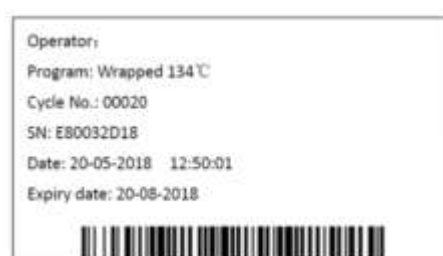 Operator:
Program: Wrapped 134℃
Cycle No.: 00020
SN: E80032D18
Date: 20-05-2018 12:50:01
Expiry date: 20-08-2018